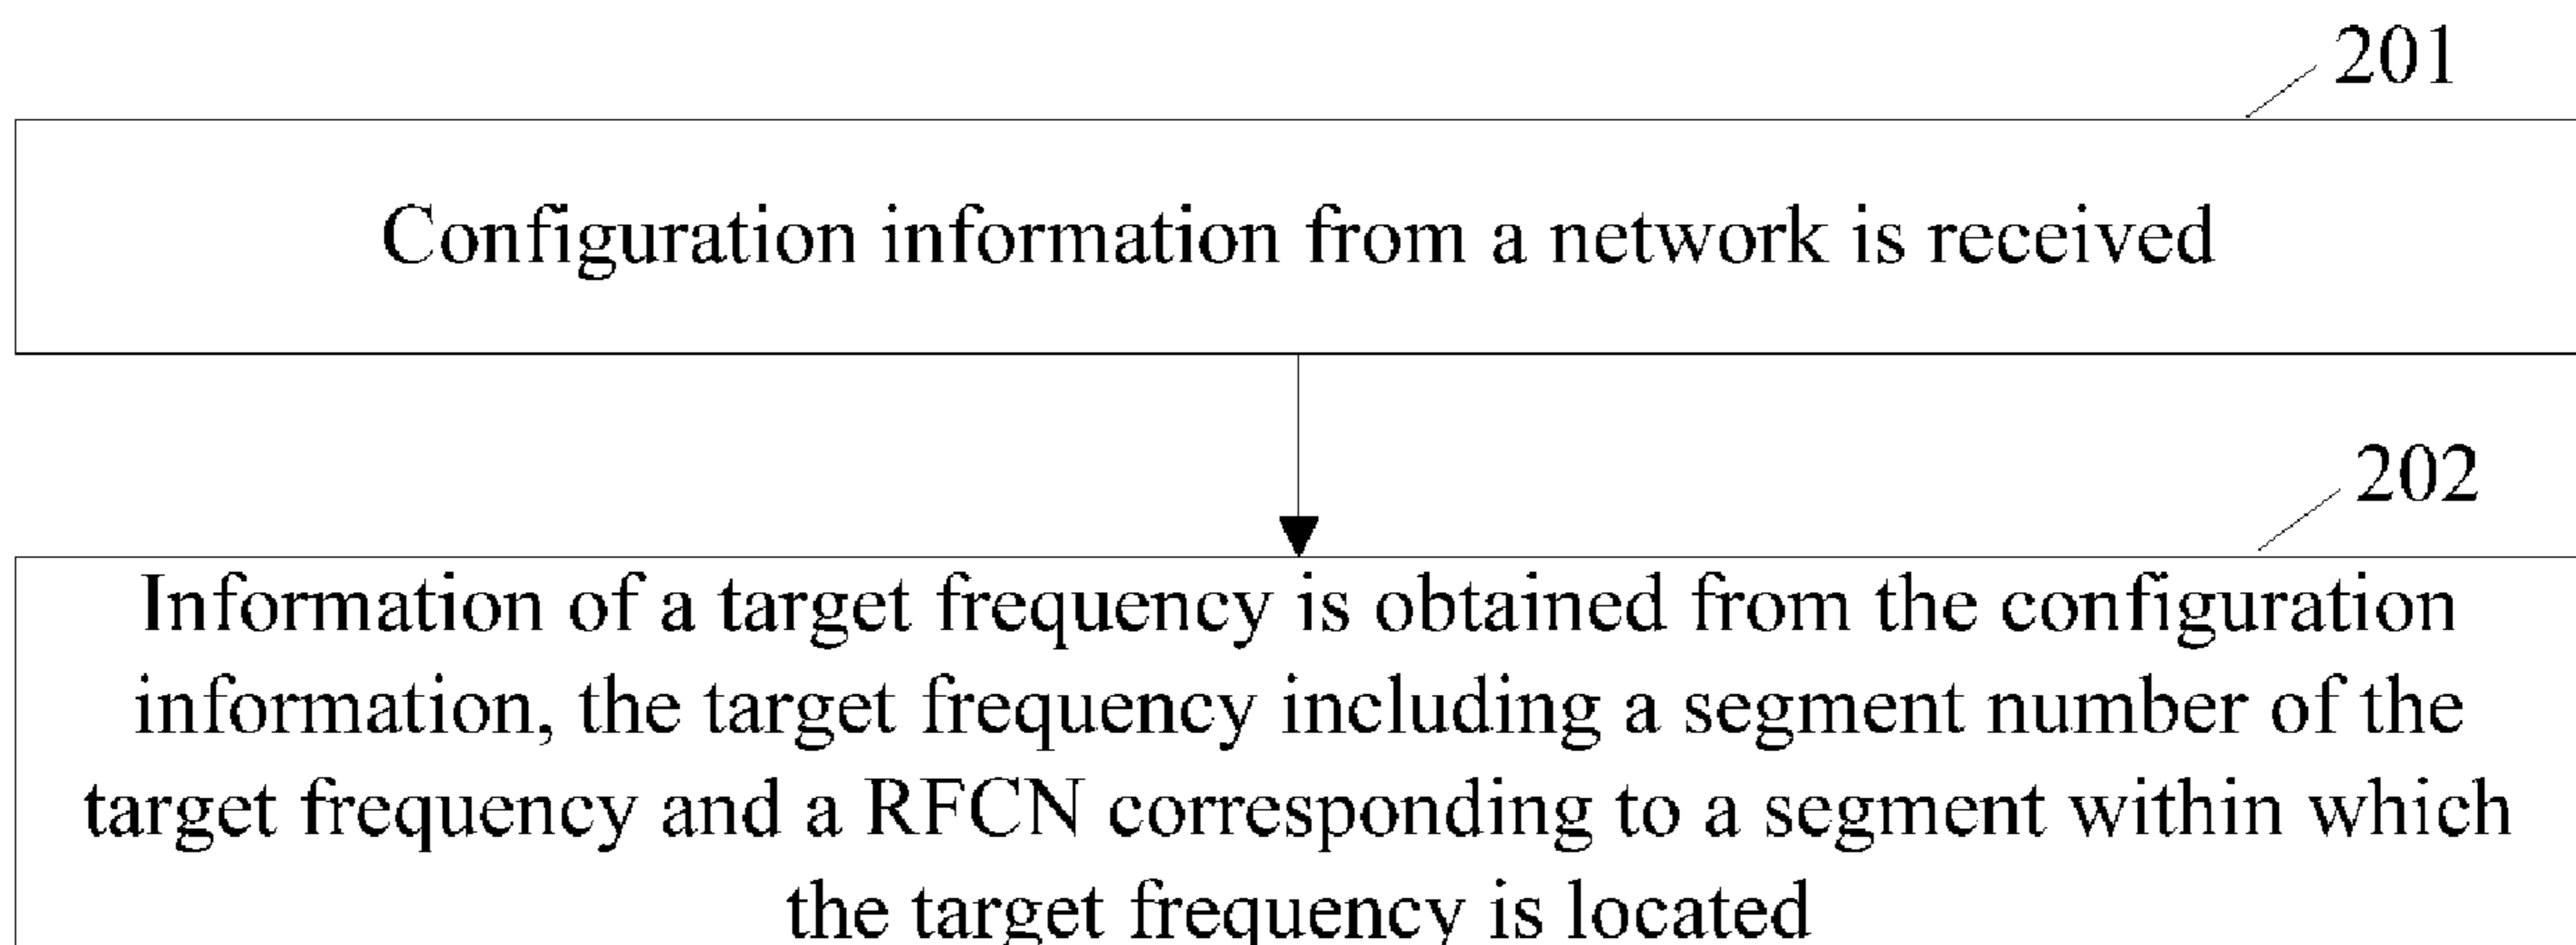 201
Configuration information from a network is received
202
Information of a target frequency is obtained from the configuration
information, the target frequency including a segment number of the
target frequency and a RFCN corresponding to a segment within which
the target frequency is located